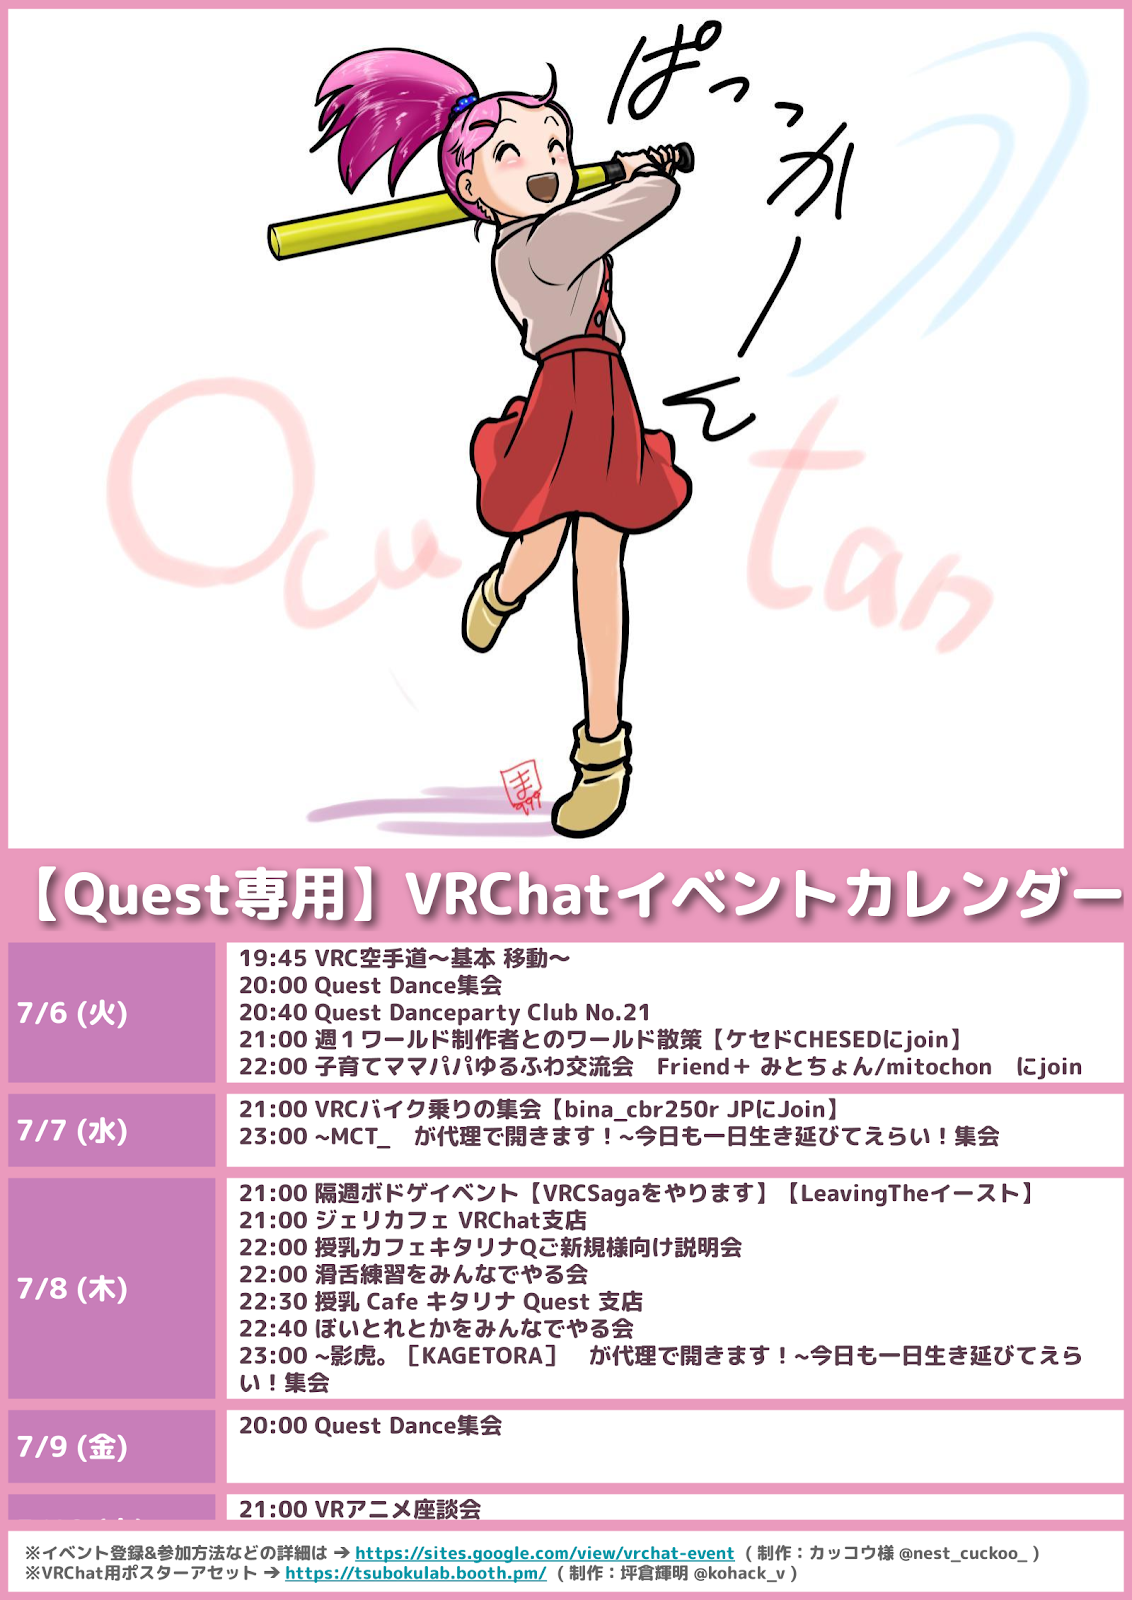 ぱっっかーん
Qcu tan
ま
999
【Quest専用】VRChatイベントカレンダー
7/6 (火)
19:45 VRC空手道～基本 移動～
20:00 Quest Dance集会
20:40 Quest Danceparty Club No.21
21:00 週１ワールド制作者とのワールド散策【ケセドCHESEDにjoin】
22:00 子育てママパパゆるふわ交流会　Friend＋ みとちょん/mitochon　にjoin
7/7 (水)
21:00 VRCバイク乗りの集会【bina_cbr250r JPにJoin】
23:00 ~MCT_　が代理で開きます！~今日も一日生き延びてえらい！集会
7/8 (木)
21:00 隔週ボドゲイベント【VRCSagaをやります】【LeavingTheイースト】
21:00 ジェリカフェ VRChat支店
22:00 授乳カフェキタリナQご新規様向け説明会
22:00 滑舌練習をみんなでやる会
22:30 授乳 Cafe キタリナ Quest 支店
22:40 ぼいとれとかをみんなでやる会
23:00 ~影虎。［KAGETORA］　が代理で開きます！~今日も一日生き延びてえら
い！集会
7/9 (金)
20:00 Quest Dance集会
21:00 VRアニメ座談会
※イベント登録&参加方法などの詳細は ➔ https://sites.google.com/view/vrchat-event ( 制作：カッコウ様 @nest_cuckoo_ )
※VRChat用ポスターアセット ➔ https://tsubokulab.booth.pm/ ( 制作：坪倉輝明 @kohack_v )